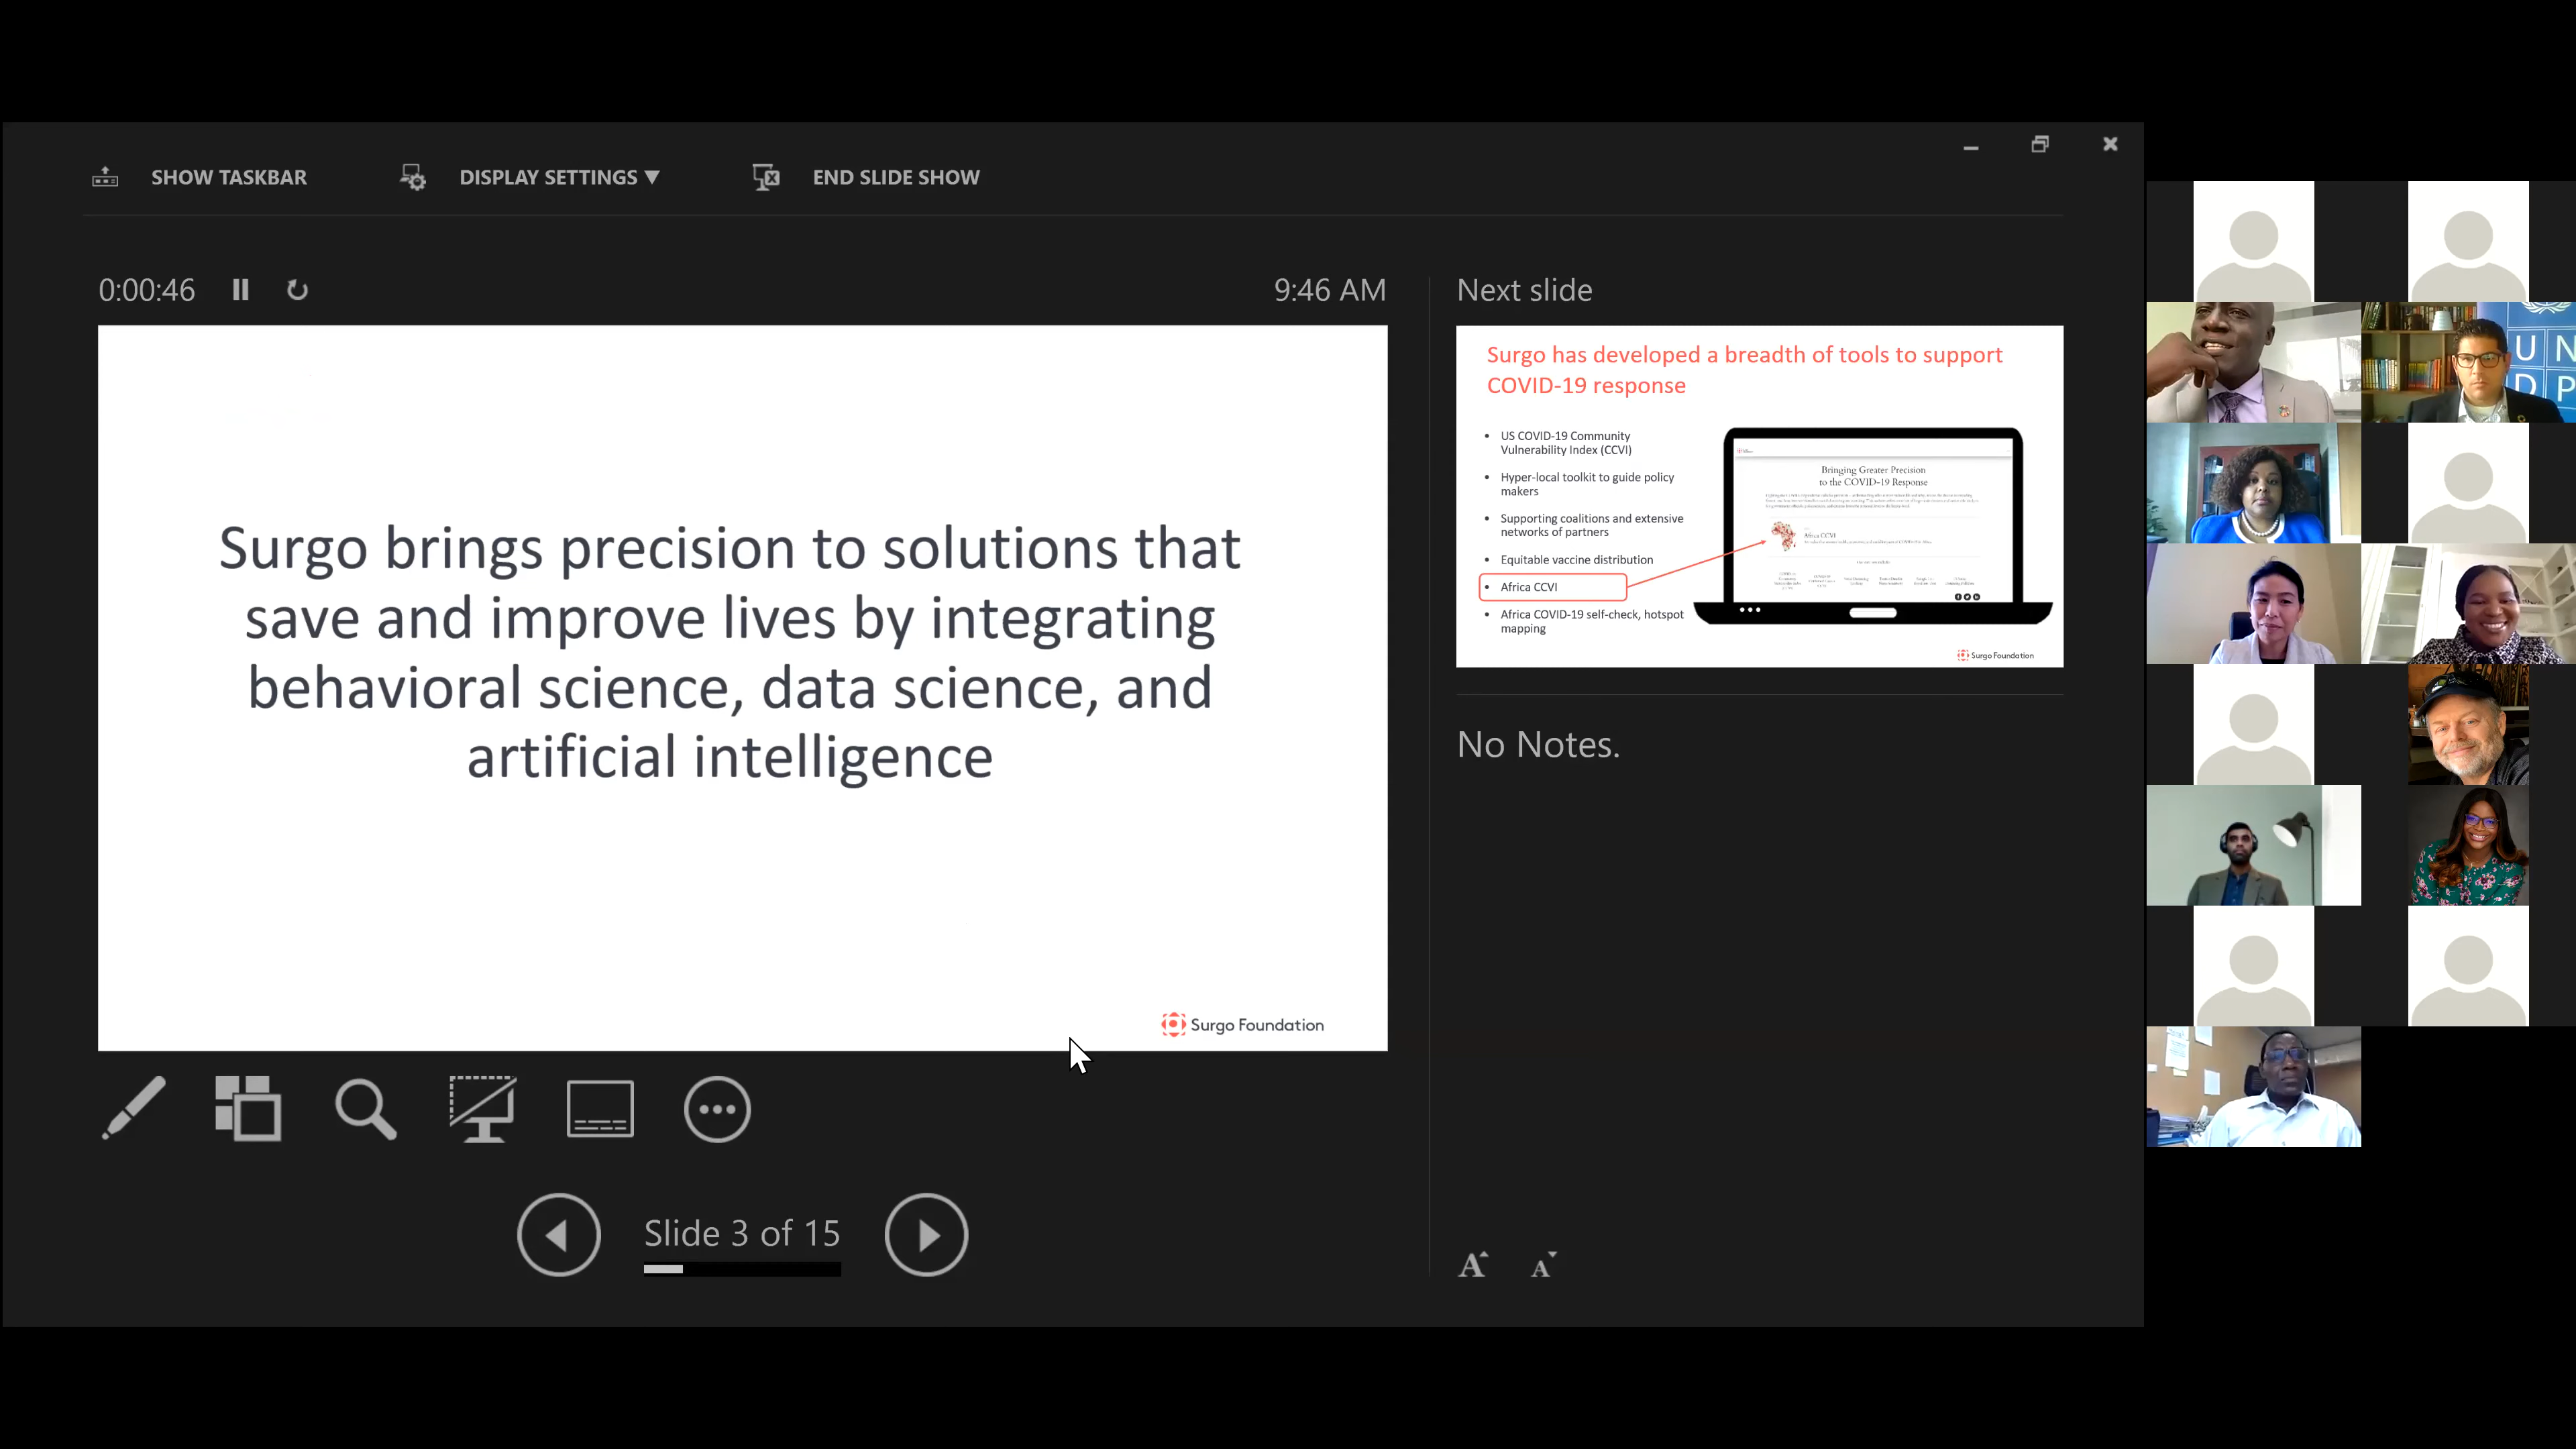 SHOW TASKBAR
DISPLAY SETTINGS ▼
END SLIDE SHOW
0:00:46
9:46 AM
Surgo brings precision to solutions that
save and improve lives by integrating
behavioral science, data science, and
artificial intelligence
Surgo Foundation
Slide 3 of 15
Next slide
Surgo has developed a breadth of tools to support
COVID-19 response
• US COVID-19 Community
Vulnerability Index (CCVI)
• Hyper-local toolkit to guide policy
makers
• Supporting coalitions and extensive
networks of partners
• Equitable vaccine distribution
• Africa CCVI
• Africa COVID-19 self-check, hotspot
mapping
Bringing Greater Precision
to the COVID-19 Response
Africa CCVI
Surgo Foundation
No Notes.
A A
U N
D P